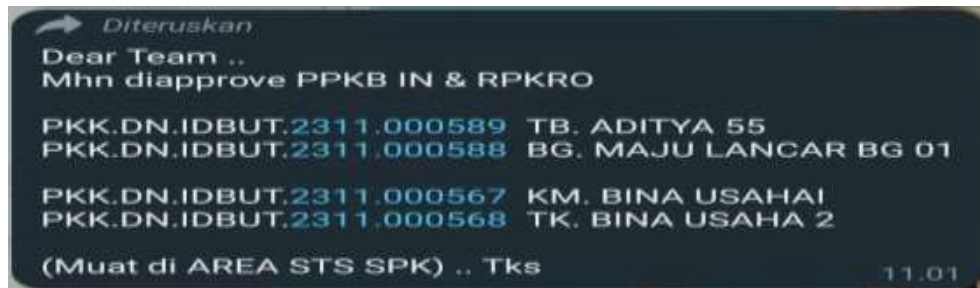 Diteruskan
Dear Team ..
Mhn diapprove PPKB IN & RPKRO
PKK.DN.IDBUT.2311.000589 TB. ADITYA 55
PKK.DN.IDBUT.2311.000588 BG. MAJU LANCAR BG 01
PKK.DN.IDBUT.2311.000567 KM. BINA USAHAI
PKK.DN.IDBUT.2311.000568 TK. BINA USAHA 2
(Muat di AREA STS SPK) .. Tks
11.01